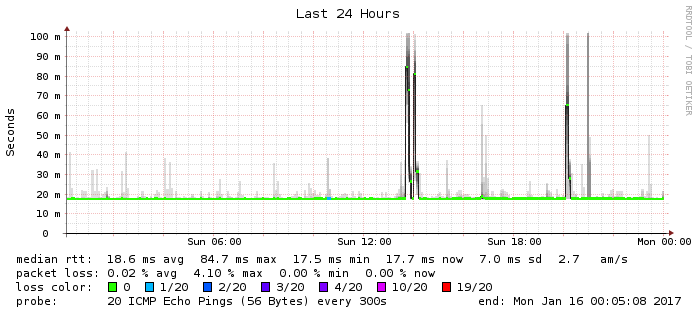 Last 24 Hours
RRDTOOL / TOBI OETIKER
Seconds
100 m
90 m
80 m
70 m
60 m
50 m
40 m
30 m
20 m
10 m
0
Sun 06:00 Sun 12:00 Sun 18:00 Mon 00:00
median rtt: 18.6 ms avg 84.7 ms max 17.5 ms min 17.7 ms now 7.0 ms sd 2.7 am/s
packet loss: 0.02 % avg 4.10 % max 0.00 % min 0.00 % now
loss color: 0 1/20 2/20 3/20 4/20 10/20 19/20
probe: 20 ICMP Echo Pings (56 Bytes) every 300s end: Mon Jan 16 00:05:08 2017